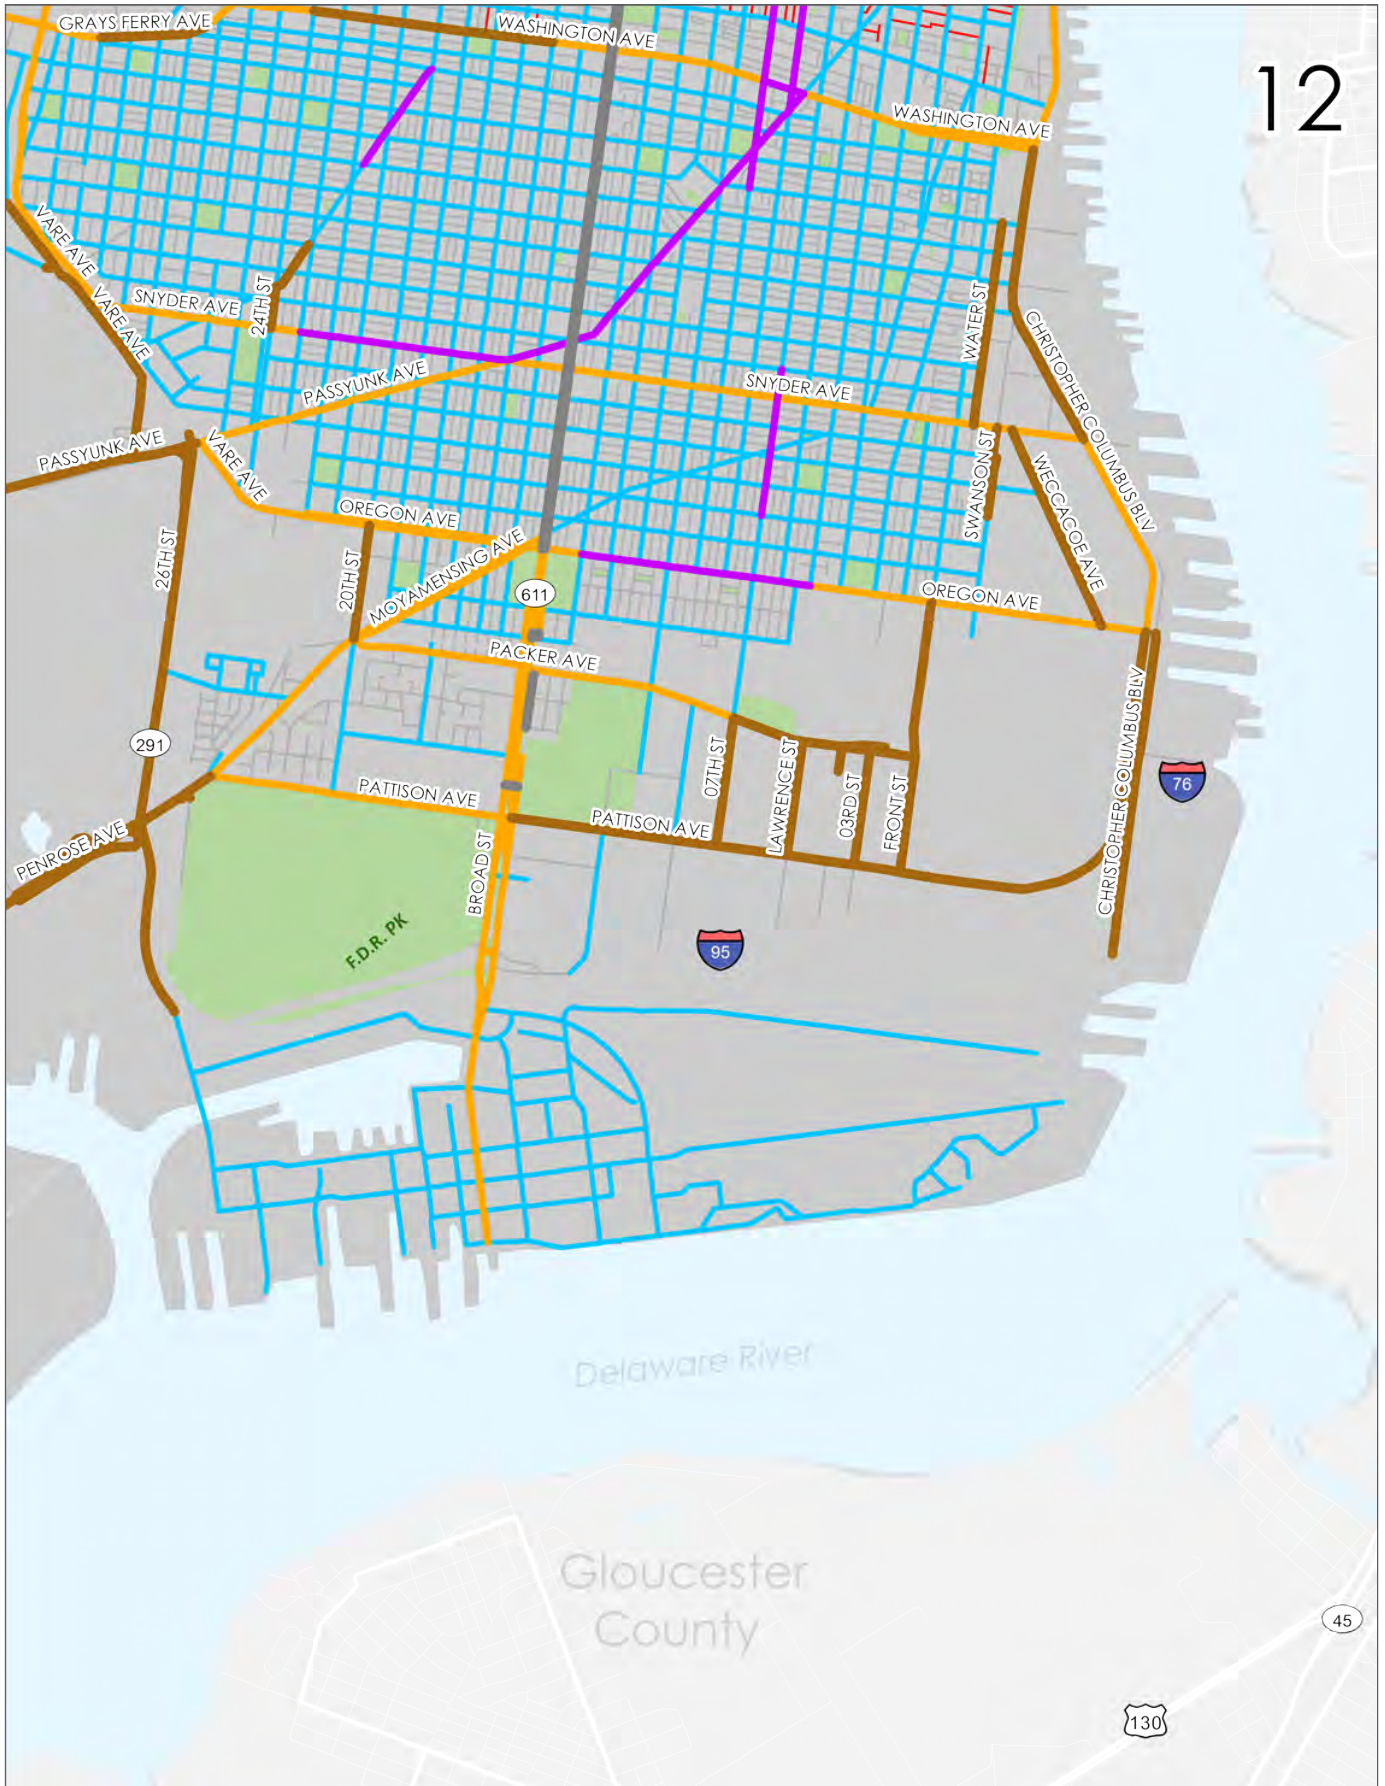 GRAYS FERRY AVE
WASHINGTON AVE
12
WASHINGTON AVE
VARE AVE
VARE AVE
SNYDER AVE
24TH ST
WATER ST
CHRISTOPHER COLUMBUS BLV
PASSYUNK AVE
SNYDER AVE
PASSYUNK AVE
VARE AVE
SWANSON ST
WECCACOE AVE
OREGON AVE
26TH ST
20TH ST
MOYAMENSING AVE
611
OREGON AVE
PACKER AVE
291
07TH ST
LAWRENCE ST
03RD ST
FRONT ST
CHRISTOPHER COLUMBUS BLV
76
PATTISON AVE
PATTISON AVE
PENROSE AVE
BROAD ST
F.D.R. PK
95
Delaware River
Gloucester
County
45
130